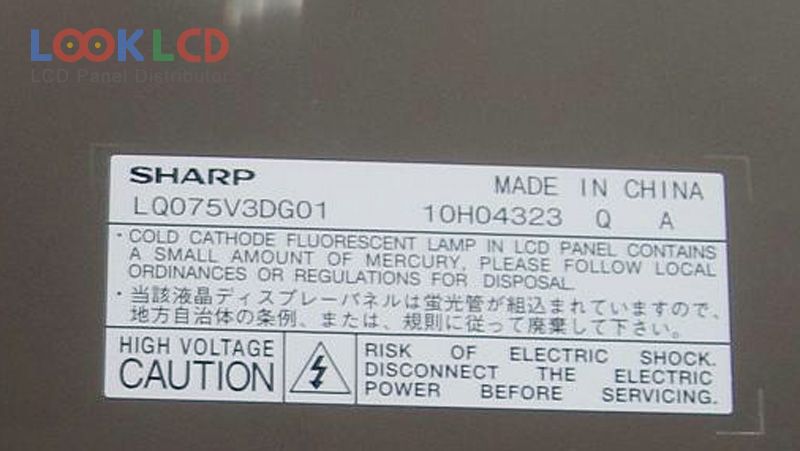 LOOKLCD
LCD Panel Distributor
SHARP MADE IN CHINA
LQ075V3DG01 10H04323 Q A
・COLD CATHODE FLUORESCENT LAMP IN LCD PANEL CONTAINS
A SMALL AMOUNT OF MERCURY, PLEASE FOLLOW LOCAL
ORDINANCES OR REGULATIONS FOR DISPOSAL.
・当該液晶ディスプレーパネルは蛍光管が組込まれていますので、
地方自治体の条例、または、規則に従って廃棄して下さい。
HIGH VOLTAGE
CAUTION
RISK OF ELECTRIC SHOCK.
DISCONNECT THE ELECTRIC
POWER BEFORE SERVICING.